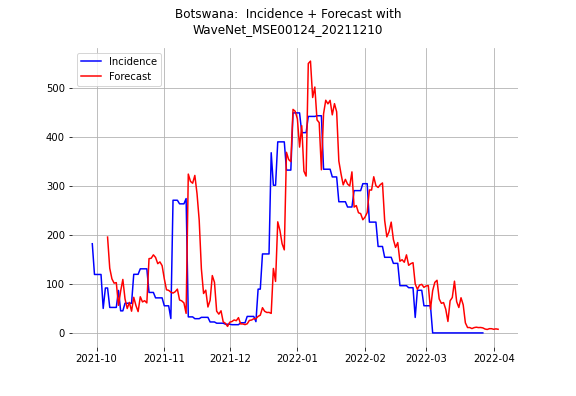 Botswana:  Incidence + Forecast with
WaveNet_MSE00124_20211210
Incidence
Forecast
500
400
300
200
100
0
2021-10 2021-11 2021-12 2022-01 2022-02 2022-03 2022-04